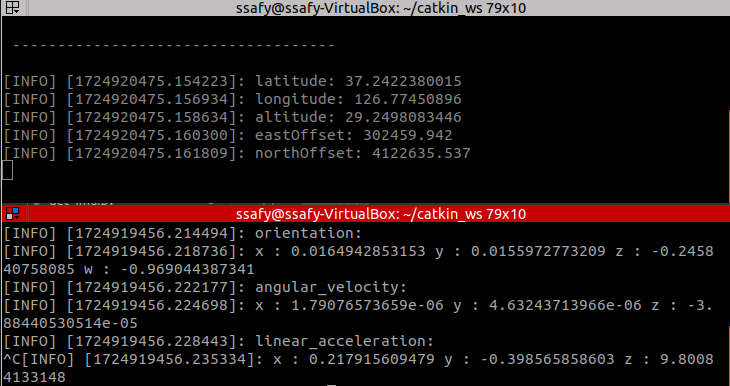 ssafy@ssafy-VirtualBox: ~/catkin_ws 79x10
------------------------------------
[INFO] [1724920475.154223]: latitude: 37.2422380015
[INFO] [1724920475.156934]: longitude: 126.77450896
[INFO] [1724920475.158634]: altitude: 29.2498083446
[INFO] [1724920475.160300]: eastOffset: 302459.942
[INFO] [1724920475.161809]: northOffset: 4122635.537
ssafy@ssafy-VirtualBox: ~/catkin_ws 79x10
[INFO] [1724919456.214494]: orientation:
[INFO] [1724919456.218736]: x : 0.0164942853153 y : 0.0155972773209 z : -0.2458
40758085 w : -0.969044387341
[INFO] [1724919456.222177]: angular_velocity:
[INFO] [1724919456.224698]: x : 1.79076573659e-06 y : 4.63243713966e-06 z : -3.
88440530514e-05
[INFO] [1724919456.228443]: linear_acceleration:
^C[INFO] [1724919456.235334]: x : 0.217915609479 y : -0.398565858603 z : 9.8008
4133148